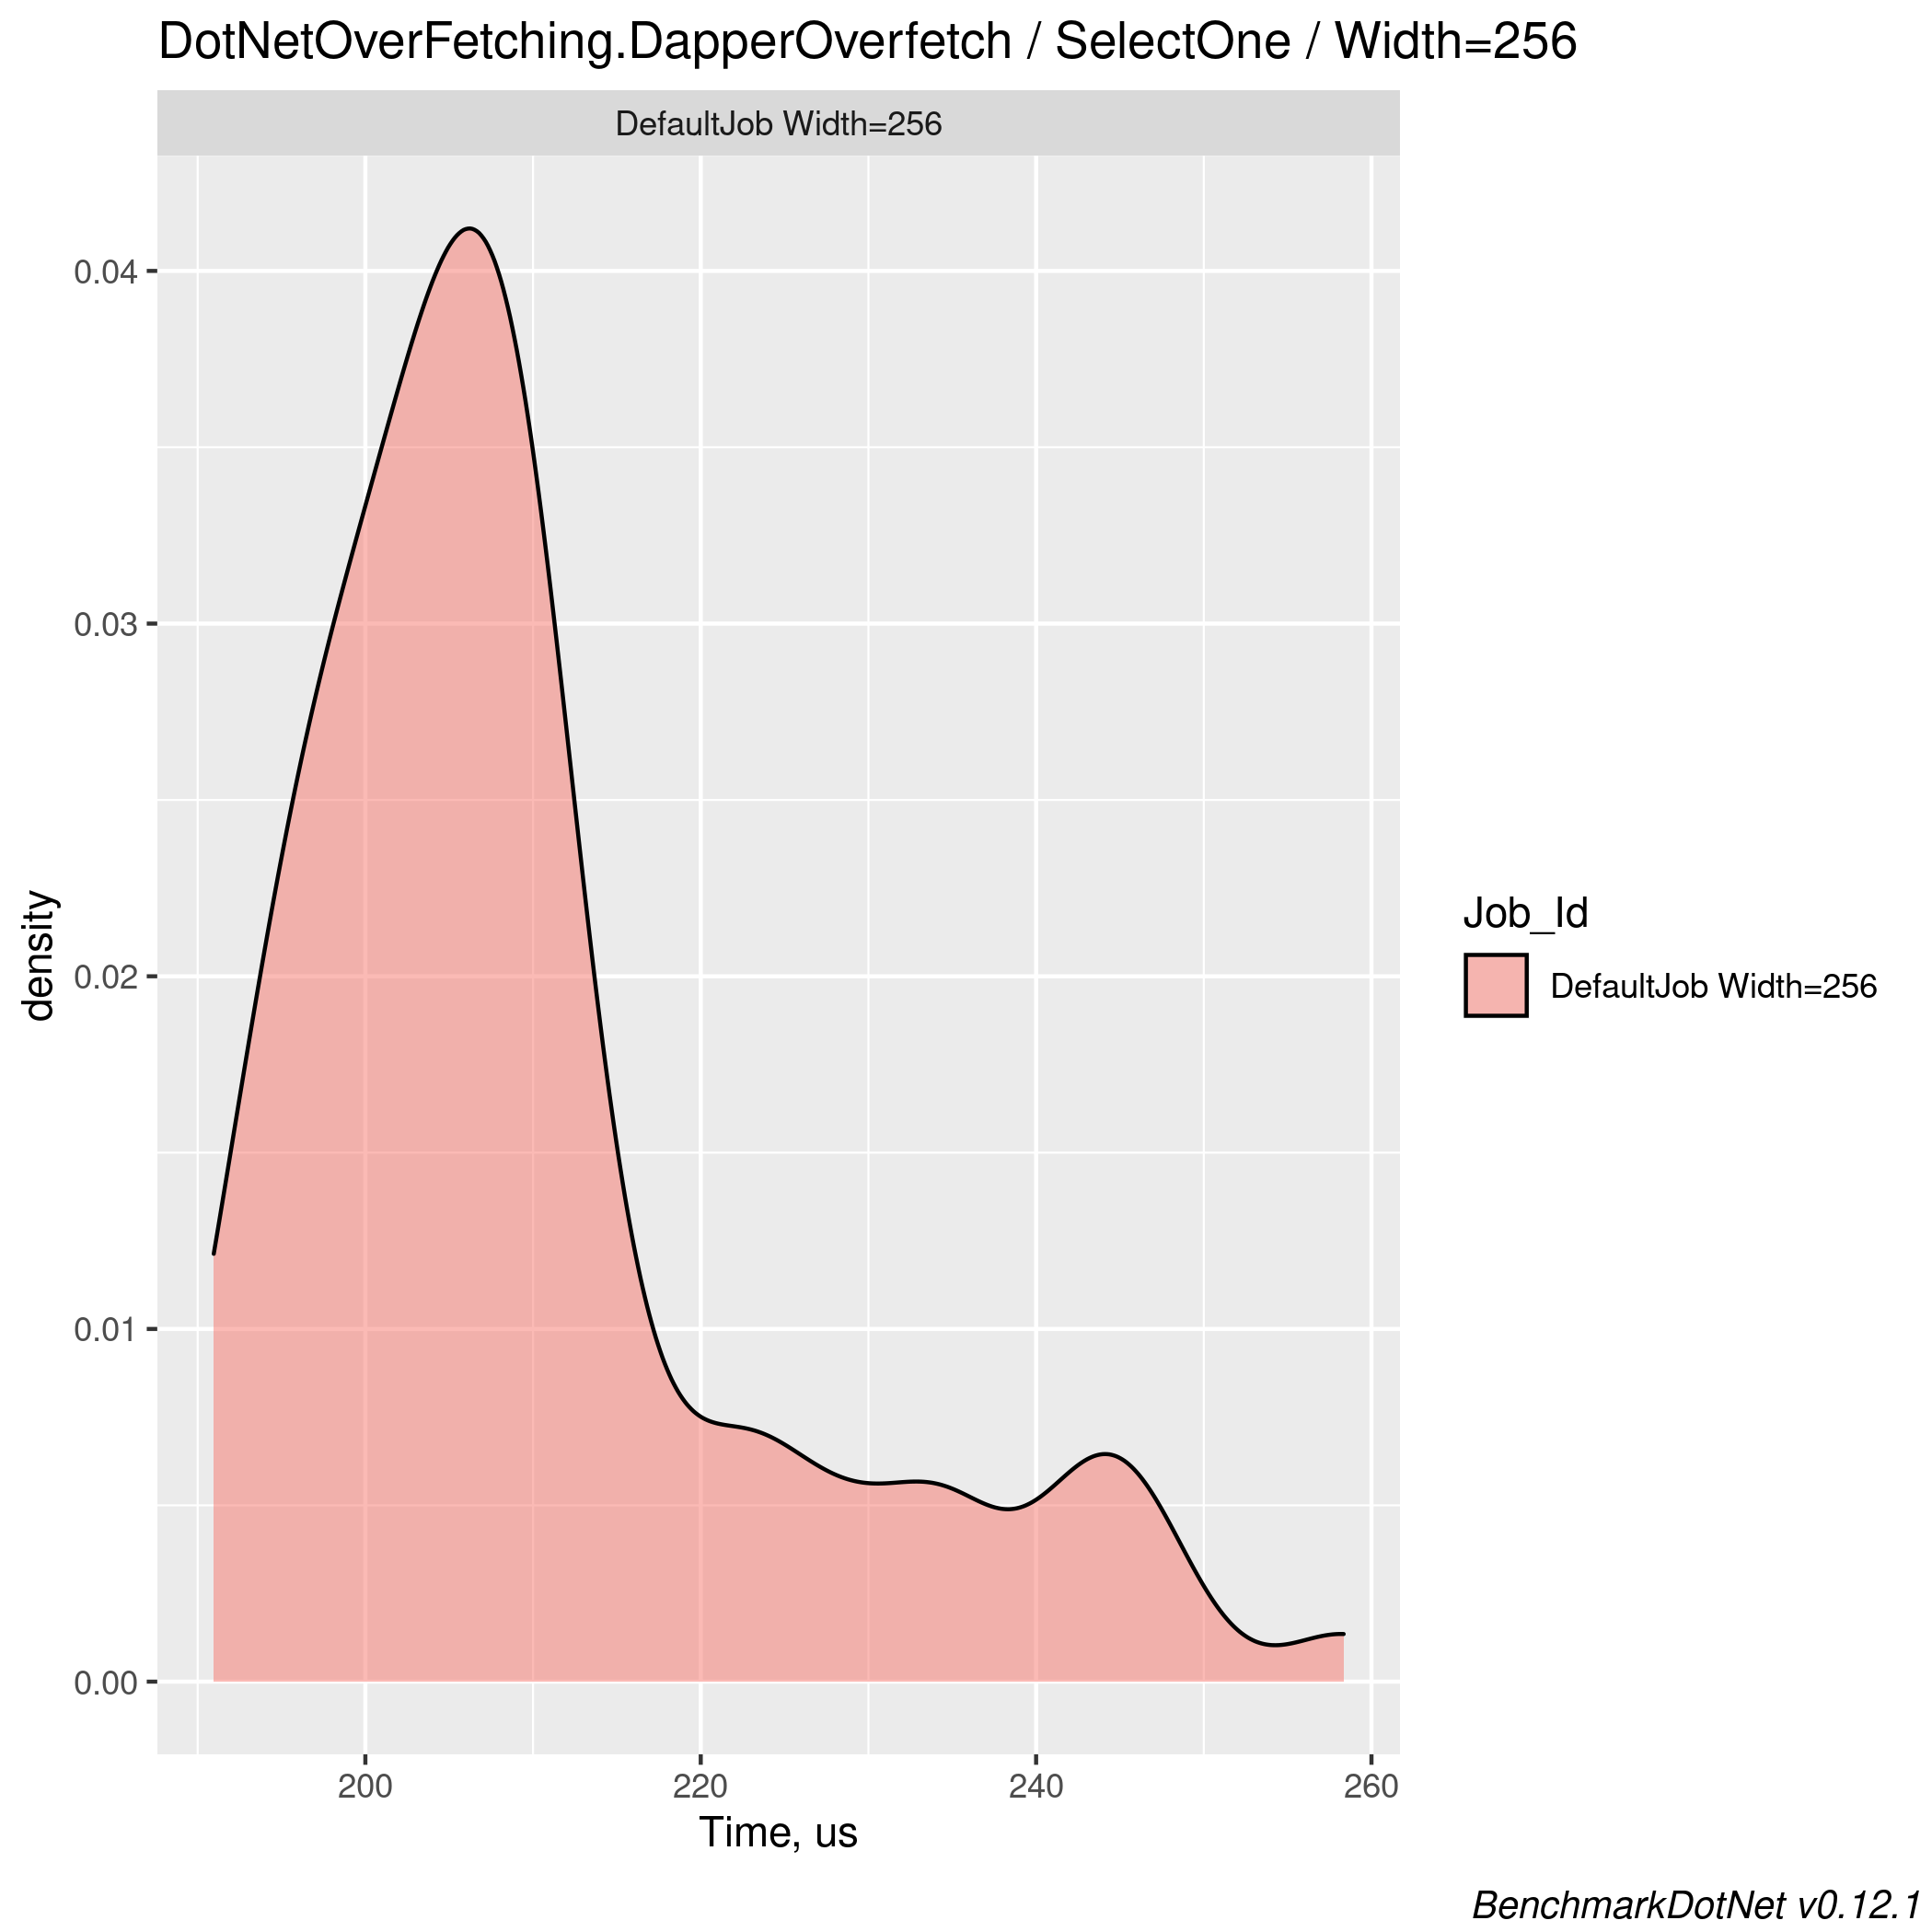 DotNetOverFetching.DapperOverfetch / SelectOne / Width=256
DefaultJob Width=256
0.04
0.03
0.02
0.01
0.00
density
200 220 240 260
Time, us
Job_Id
DefaultJob Width=256
BenchmarkDotNet v0.12.1